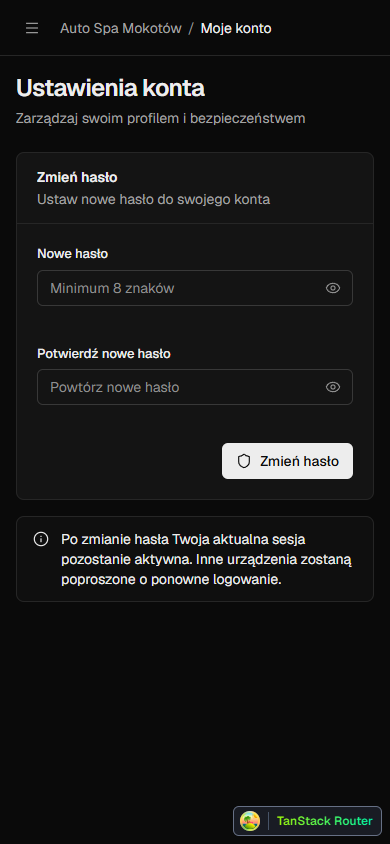 Auto Spa Mokotów / Moje konto
Ustawienia konta
Zarządzaj swoim profilem i bezpieczeństwem
Zmień hasło
Ustaw nowe hasło do swojego konta
Nowe hasło
Minimum 8 znaków
Potwierdź nowe hasło
Powtórz nowe hasło
Zmień hasło
Po zmianie hasła Twoja aktualna sesja
pozostanie aktywna. Inne urządzenia zostaną
poproszone o ponowne logowanie.
TanStack Router